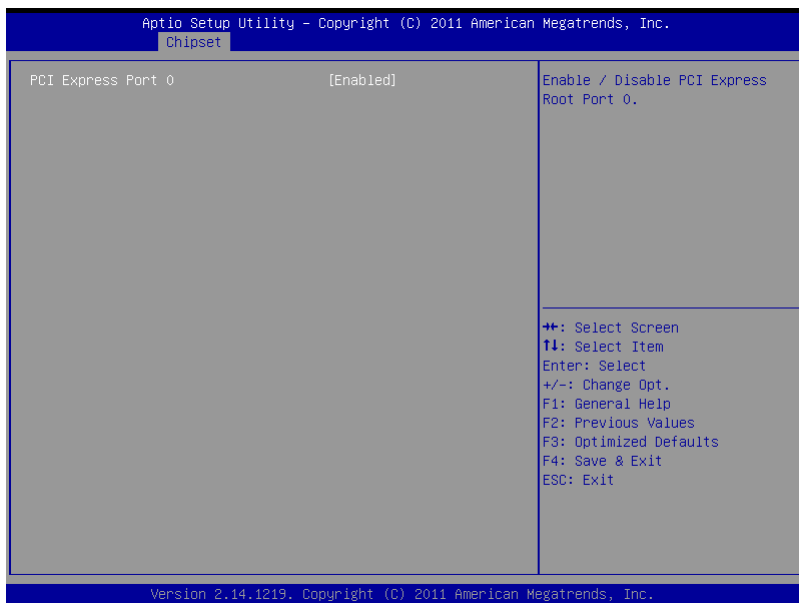 Aptio Setup Utility – Copyright (C) 2011 American Megatrends, Inc.
Chipset
PCI Express Port 0 [Enabled]
Enable / Disable PCI Express
Root Port 0.
→←: Select Screen
↑↓: Select Item
Enter: Select
+/-: Change Opt.
F1: General Help
F2: Previous Values
F3: Optimized Defaults
F4: Save & Exit
ESC: Exit
Version 2.14.1219. Copyright (C) 2011 American Megatrends, Inc.